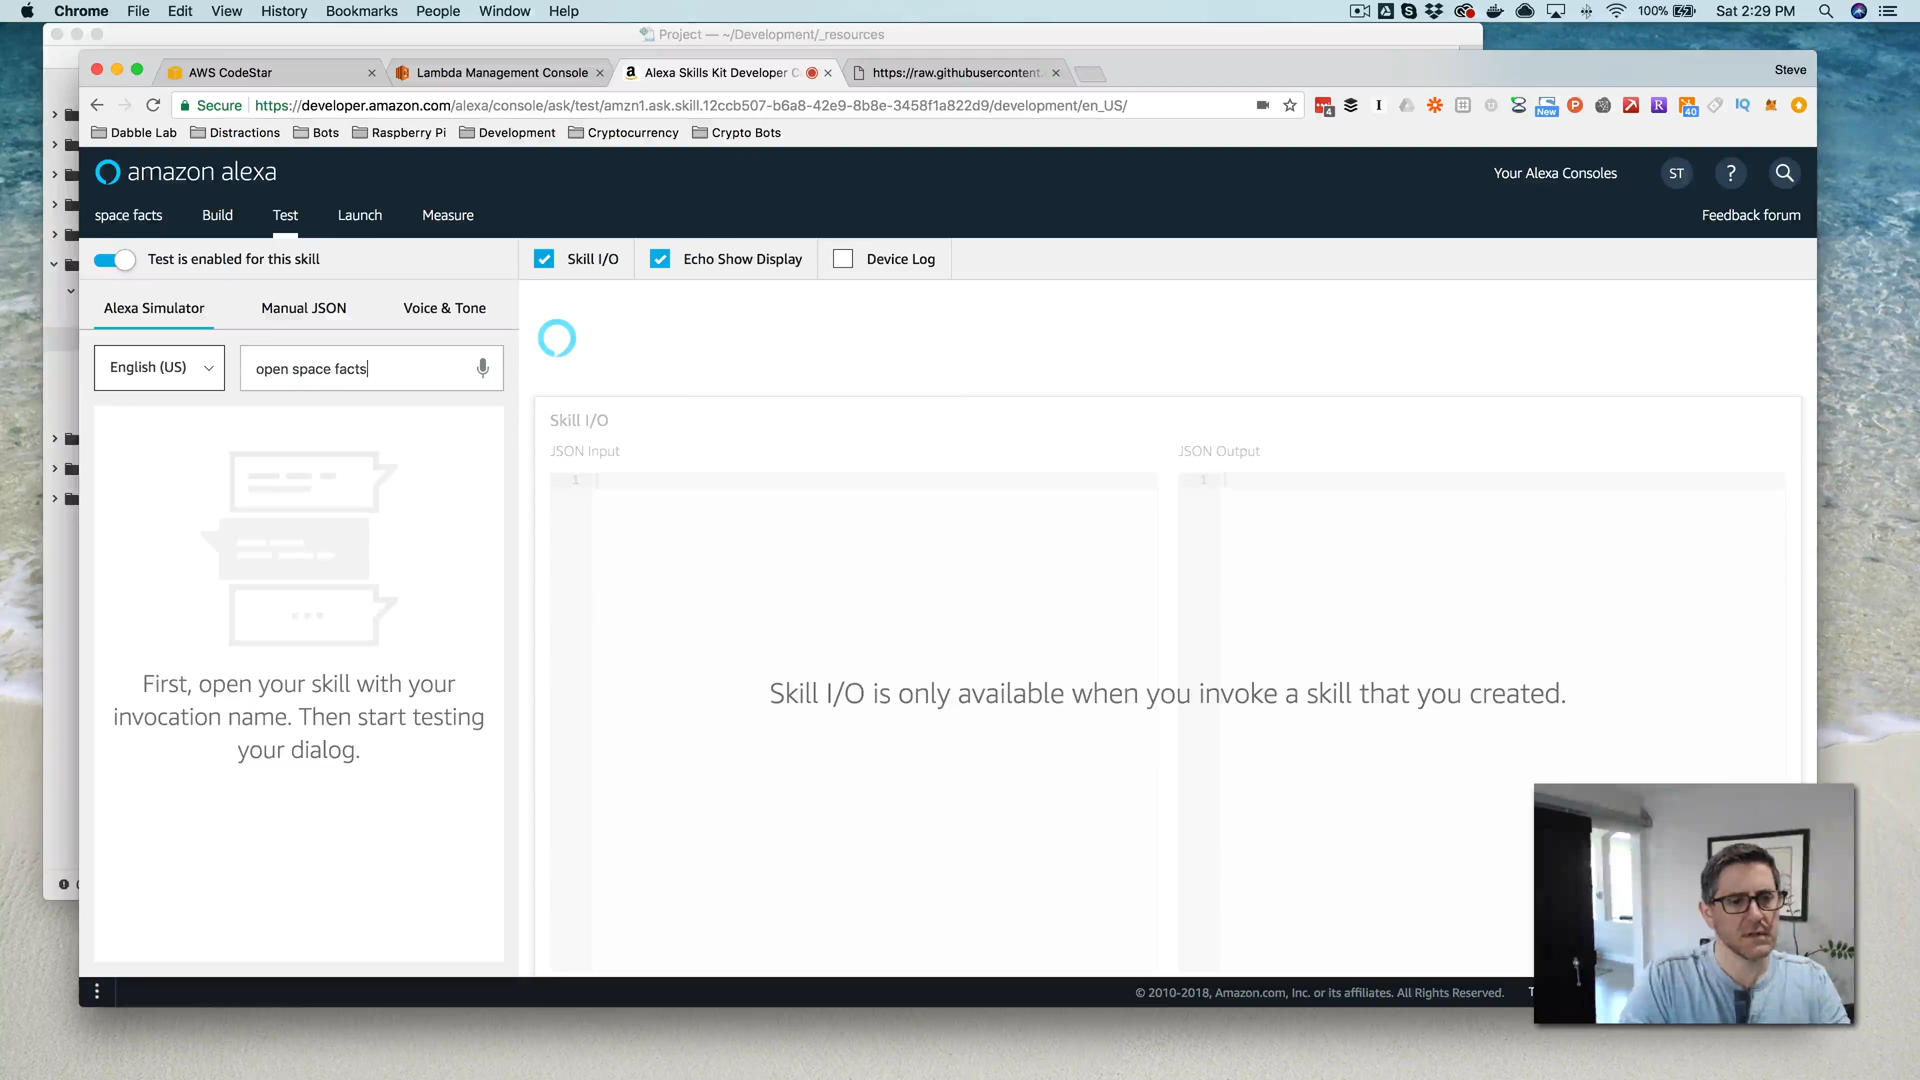 Chrome File Edit View History Bookmarks People Window Help
100% Sat 2:29 PM
Project — ~/Development/_resources
AWS CodeStar
Lambda Management Console
Alexa Skills Kit Developer C
https://raw.githubusercontent.
Steve
Secure https://developer.amazon.com/alexa/console/ask/test/amzn1.ask.skill.12ccb507-b6a8-42e9-8b8e-3458f1a822d9/development/en_US/
4
New
40
IQ
Dabble Lab Distractions Bots Raspberry Pi Development Cryptocurrency Crypto Bots
amazon alexa
Your Alexa Consoles ST ?
space facts Build Test Launch Measure
Feedback forum
Test is enabled for this skill
Skill I/O Echo Show Display Device Log
Alexa Simulator Manual JSON Voice & Tone
English (US)
open space facts
Skill I/O
JSON Input
JSON Output
1
1
First, open your skill with your
invocation name. Then start testing
your dialog.
Skill I/O is only available when you invoke a skill that you created.
© 2010-2018, Amazon.com, Inc. or its affiliates. All Rights Reserved.